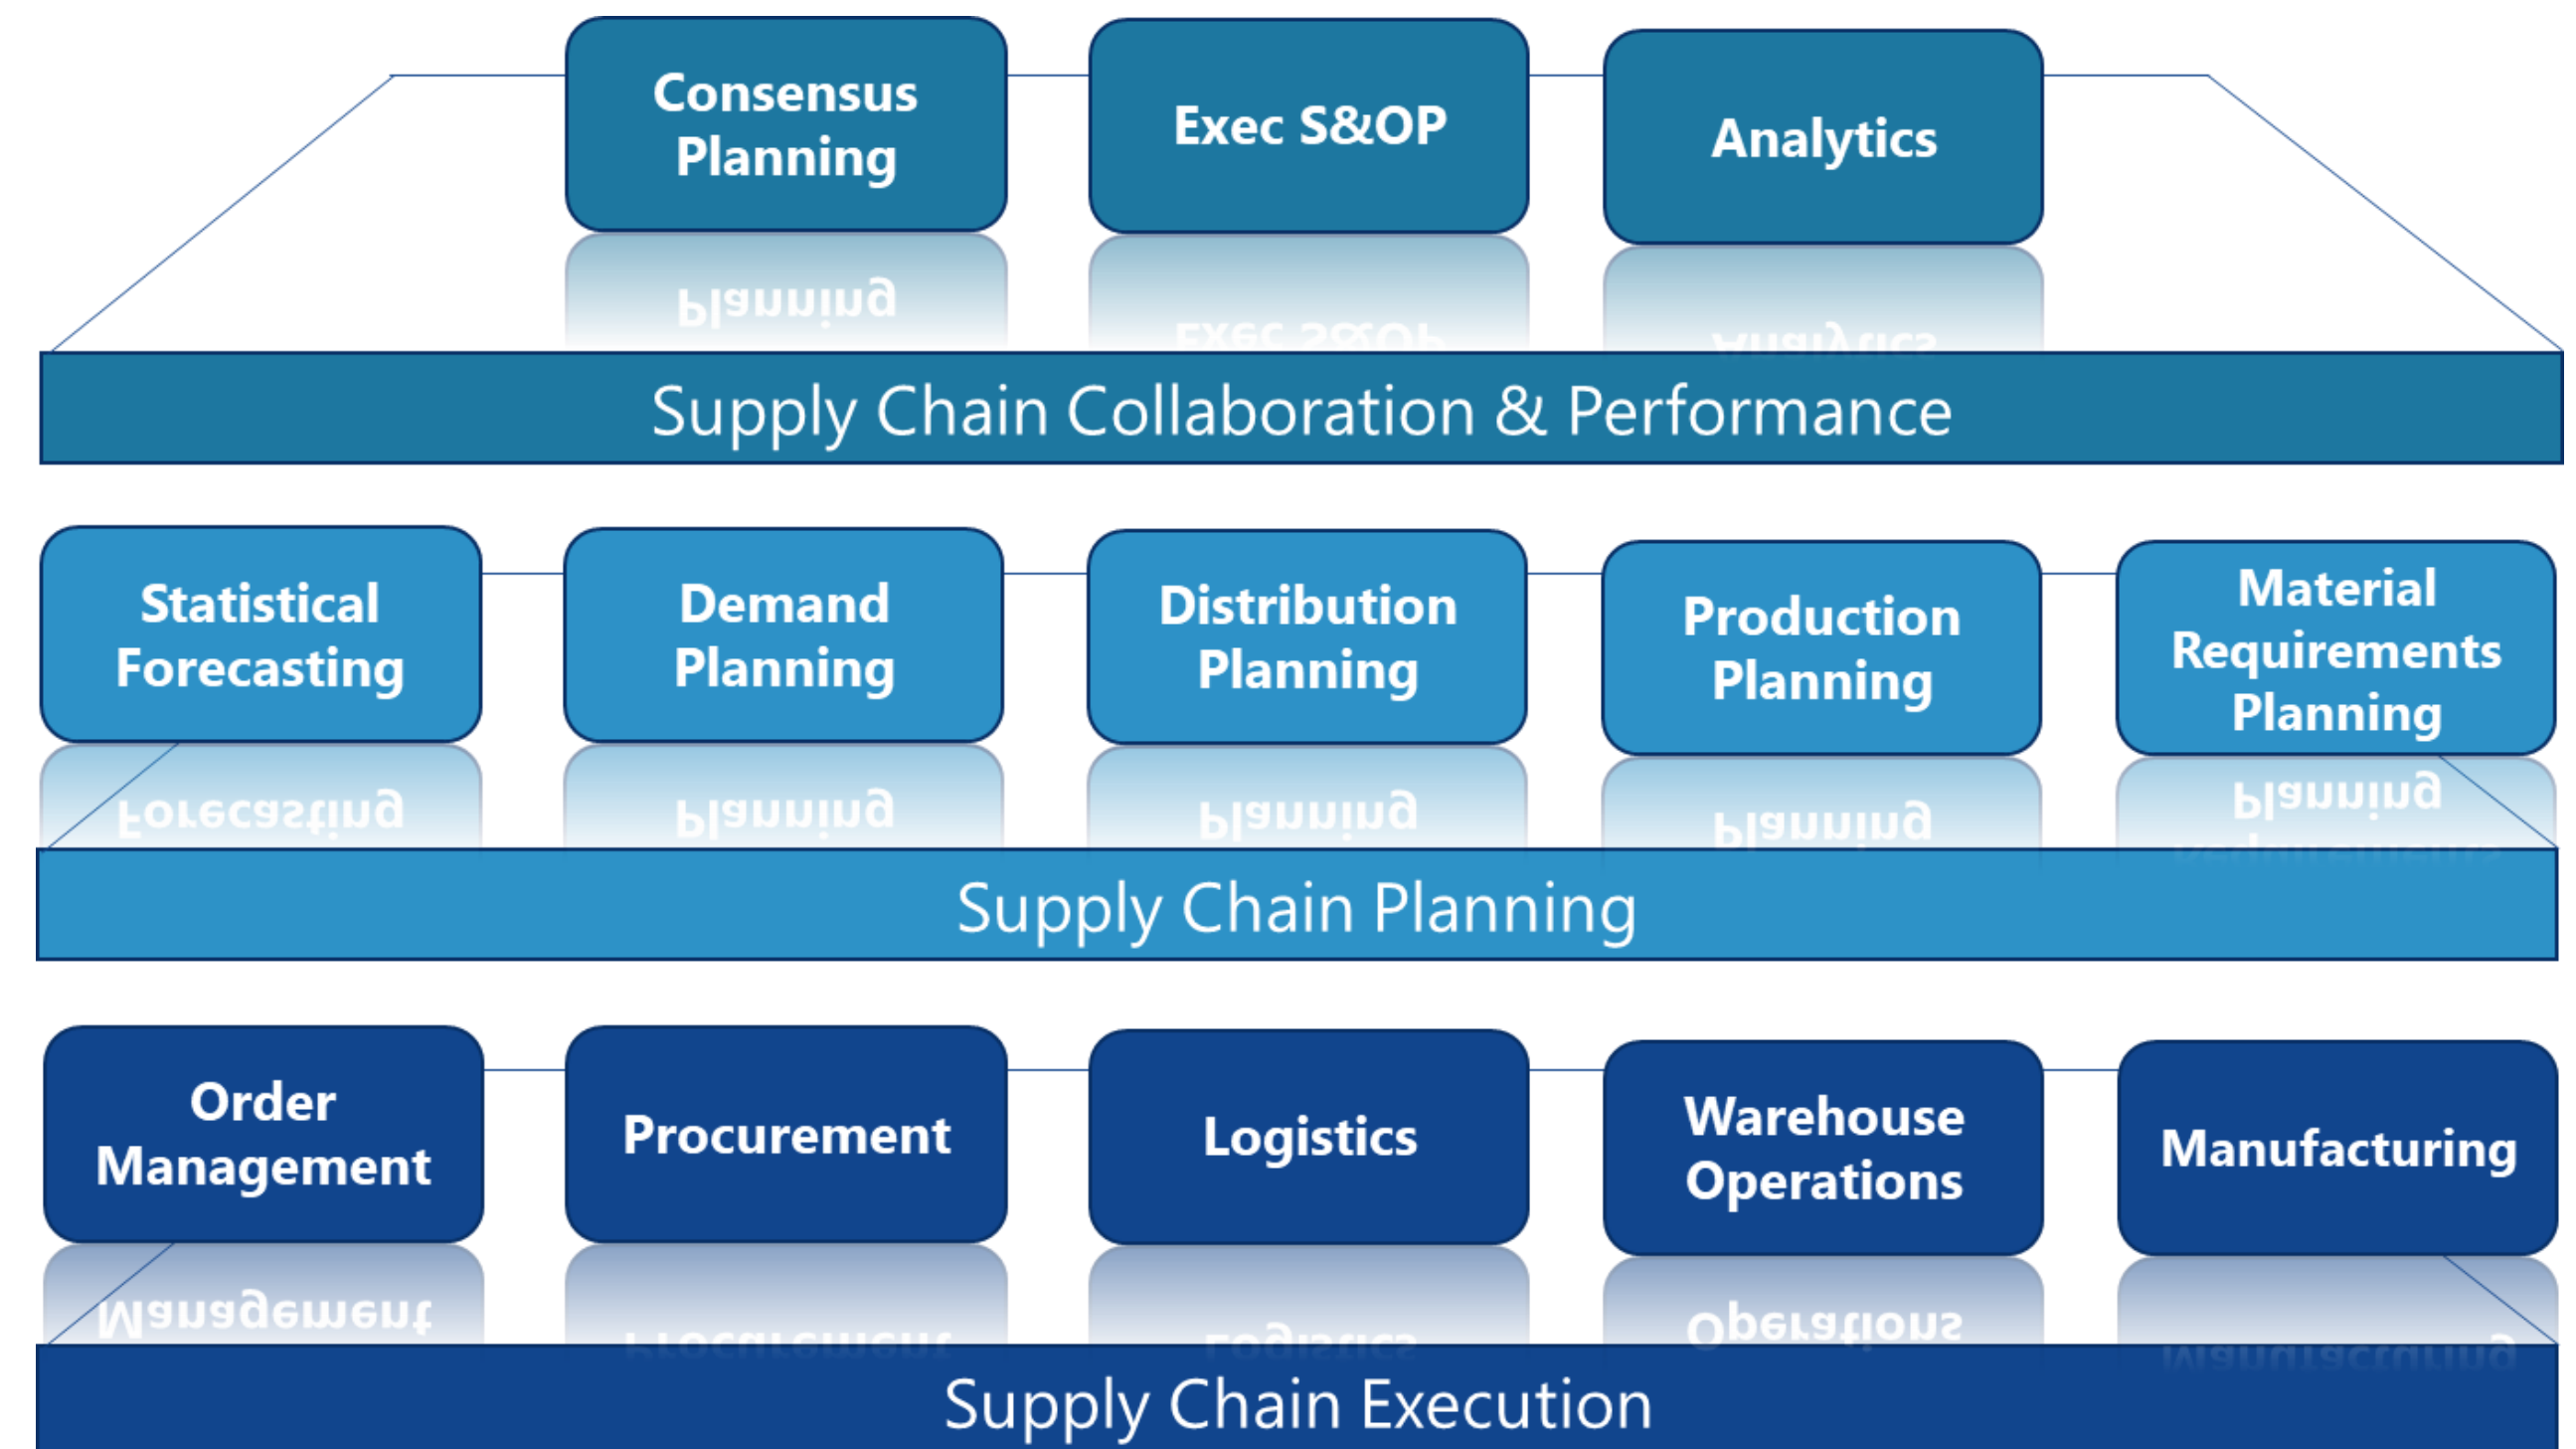 Consensus
Planning
Exec S&OP
Analytics
Supply Chain Collaboration & Performance
Statistical
Forecasting
Demand
Planning
Distribution
Planning
Production
Planning
Material
Requirements
Planning
Supply Chain Planning
Order
Management
Procurement
Logistics
Warehouse
Operations
Manufacturing
Supply Chain Execution